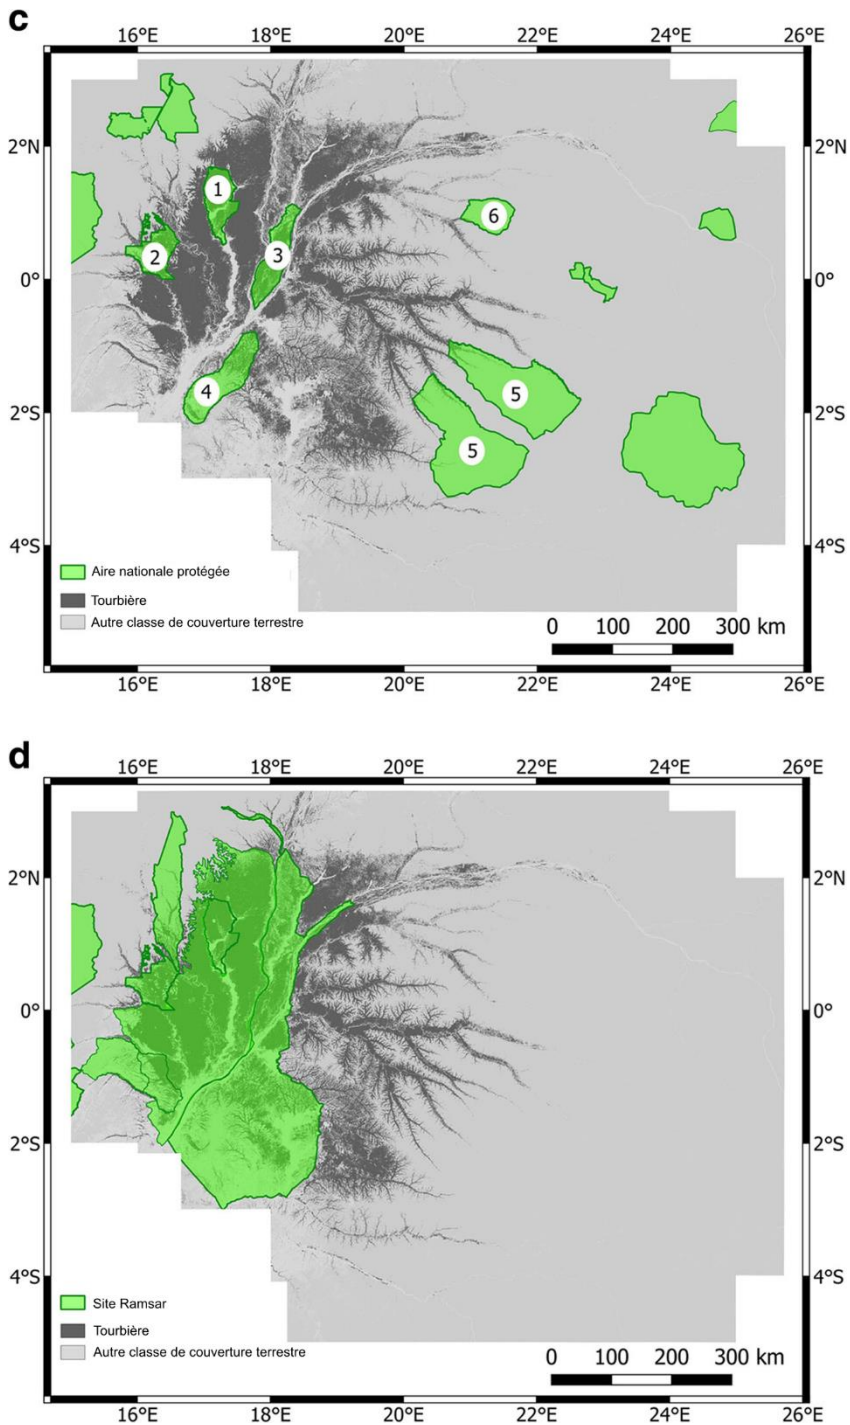 c
16°E 18°E 20°E 22°E 24°E 26°E
2°N 2°N
1
6
2
3
0° 0°
4
5
2°S 2°S
5
4°S 4°S
Aire nationale protégée
Tourbière
Autre classe de couverture terrestre
0 100 200 300 km
16°E 18°E 20°E 22°E 24°E 26°E
d
16°E 18°E 20°E 22°E 24°E 26°E
2°N 2°N
0° 0°
2°S 2°S
4°S 4°S
Site Ramsar
Tourbière
Autre classe de couverture terrestre
0 100 200 300 km
16°E 18°E 20°E 22°E 24°E 26°E